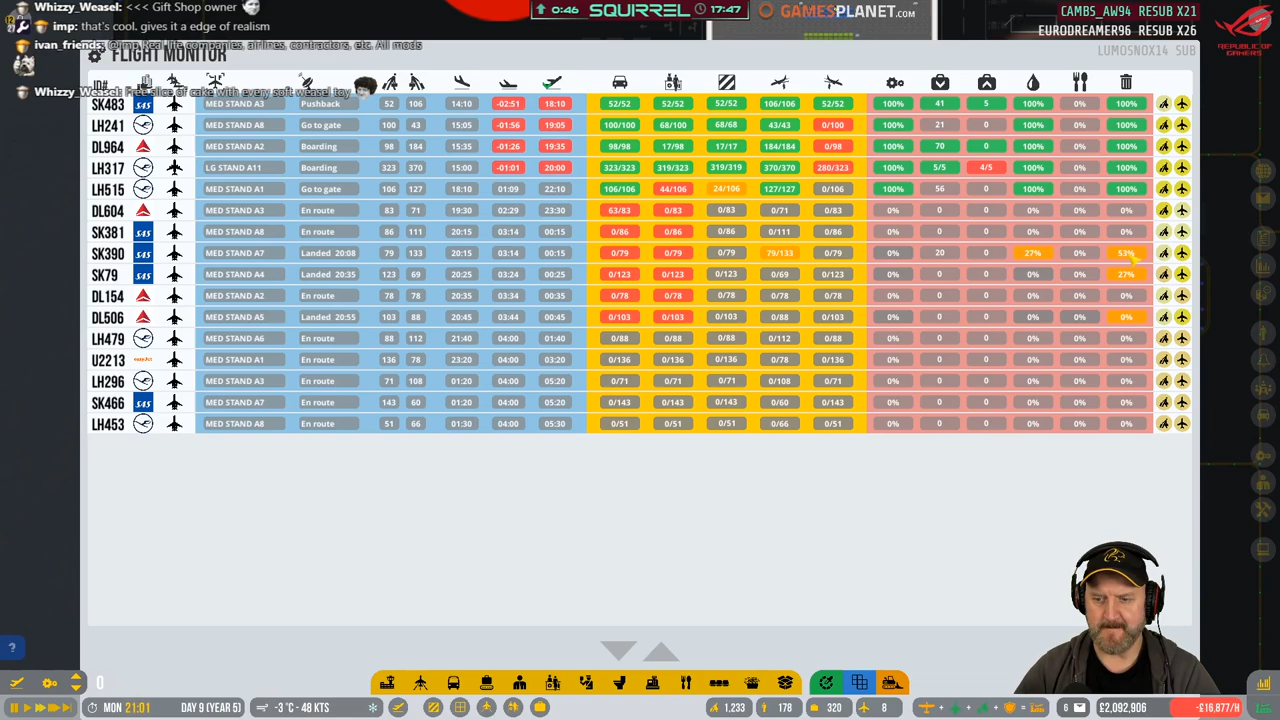 Whizzy_Weasel: <<< Gift Shop owner
imp: that's cool. gives it a edge of realism
ivan_friends: @imp Real life companies, airlines, contractors, etc. All mods
Whizzy_Weasel: Free slice of cake with every soft weasel toy
0:46 SQUIRREL 17:47
GAMESPLANET.COM
CAMBS_AW94 RESUB X21
EURODREAMER96 RESUB X26
LUMOSNOX14 SUB
REPUBLIC OF GAMERS
FLIGHT MONITOR
ID#
SK483 SAS MED STAND A3 Pushback 52 106 14:10 -02:51 18:10 52/52 52/52 52/52 106/106 52/52 100% 41 5 100% 0% 100%
LH241 MED STAND A8 Go to gate 100 43 15:05 -01:56 19:05 100/100 68/100 68/68 43/43 0/100 100% 21 0 100% 0% 100%
DL964 MED STAND A2 Boarding 98 184 15:35 -01:26 19:35 98/98 17/98 17/17 184/184 0/98 100% 70 0 100% 0% 100%
LH317 LG STAND A11 Boarding 323 370 15:00 -01:01 20:00 323/323 319/323 319/319 370/370 280/323 100% 5/5 4/5 100% 0% 100%
LH515 MED STAND A1 Go to gate 106 127 18:10 01:09 22:10 106/106 44/106 24/106 127/127 0/106 100% 56 0 100% 0% 100%
DL604 MED STAND A3 En route 83 71 19:30 02:29 23:30 63/83 0/83 0/83 0/71 0/83 0% 0 0 0% 0% 0%
SK381 SAS MED STAND A8 En route 86 111 20:15 03:14 00:15 0/86 0/86 0/86 0/111 0/86 0% 0 0 0% 0% 0%
SK390 SAS MED STAND A7 Landed 20:08 79 133 20:15 03:14 00:15 0/79 0/79 0/79 79/133 0/79 0% 20 0 27% 0% 53%
SK79 SAS MED STAND A4 Landed 20:35 123 69 20:25 03:24 00:25 0/123 0/123 0/123 0/69 0/123 0% 0 0 0% 0% 27%
DL154 MED STAND A2 En route 78 78 20:35 03:34 00:35 0/78 0/78 0/78 0/78 0/78 0% 0 0 0% 0% 0%
DL506 MED STAND A5 Landed 20:55 103 88 20:45 03:44 00:45 0/103 0/103 0/103 0/88 0/103 0% 0 0 0% 0% 0%
LH479 MED STAND A6 En route 88 112 21:40 04:00 01:40 0/88 0/88 0/88 0/112 0/88 0% 0 0 0% 0% 0%
U2213 easyJet MED STAND A1 En route 136 78 23:20 04:00 03:20 0/136 0/136 0/136 0/78 0/136 0% 0 0 0% 0% 0%
LH296 MED STAND A3 En route 71 108 01:20 04:00 05:20 0/71 0/71 0/71 0/108 0/71 0% 0 0 0% 0% 0%
SK466 SAS MED STAND A7 En route 143 60 01:20 04:00 05:20 0/143 0/143 0/143 0/60 0/143 0% 0 0 0% 0% 0%
LH453 MED STAND A8 En route 51 66 01:30 04:00 05:30 0/51 0/51 0/51 0/66 0/51 0% 0 0 0% 0% 0%
?
0
MON 21:01 DAY 9 (YEAR 5) -3°C - 48 KTS 1,233 178 320 8 6 £2,092,906 -£16,877/H